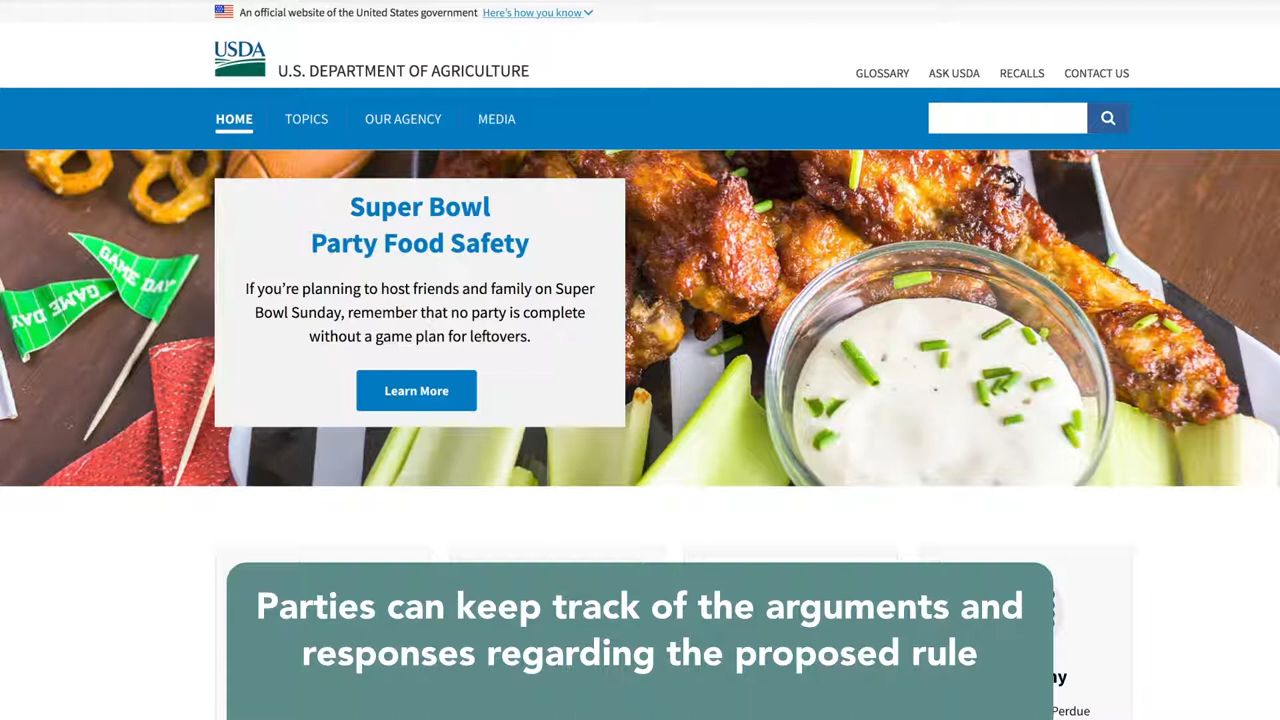 An official website of the United States government Here's how you know
USDA
U.S. DEPARTMENT OF AGRICULTURE
GLOSSARY ASK USDA RECALLS CONTACT US
HOME TOPICS OUR AGENCY MEDIA
GAME DAY
GAME DAY
Super Bowl
Party Food Safety
If you're planning to host friends and family on Super
Bowl Sunday, remember that no party is complete
without a game plan for leftovers.
Learn More
Parties can keep track of the arguments and
responses regarding the proposed rule
Perdue